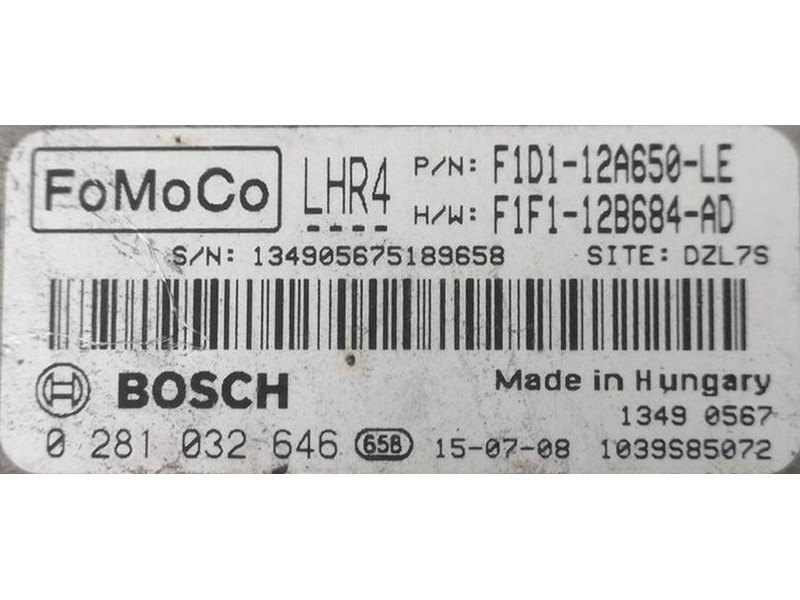 FoMoCo LHR4 P/N: F1D1-12A650-LE
H/W: F1F1-12B684-AD
S/N: 134905675189658 SITE: DZL7S
BOSCH Made in Hungary
1349 0567
0 281 032 646 658 15-07-08 1039S85072